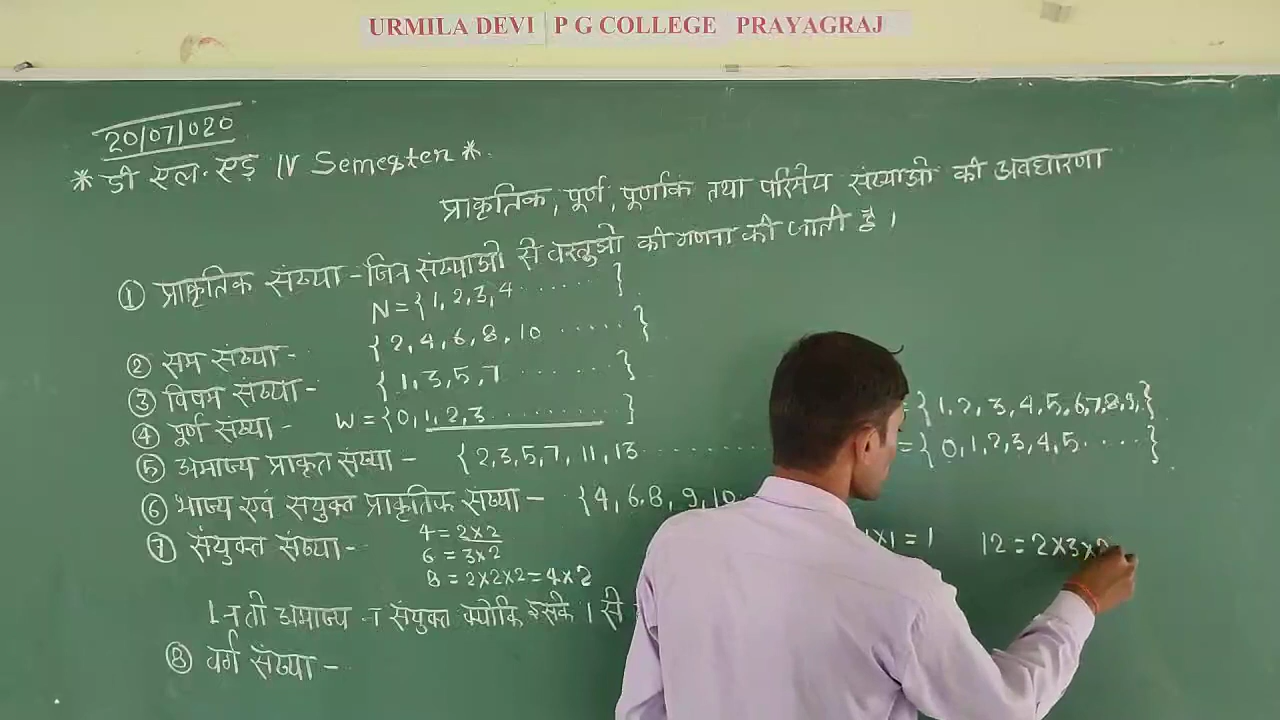 URMILA DEVI P G COLLEGE PRAYAGRAJ
20/07/020
* डी एल. एड़ IV Semester *.
प्राकृतिक, पूर्ण, पूर्णांक तथा परिमेय संख्याओ की अवधारणा
① प्राकृतिक संख्या - जिन संख्याओ से वस्तुओ की गणना की जाती है।
N = {1, 2, 3, 4 ....... }
② सम संख्या - {2, 4, 6, 8, 10 ...... }
③ विषम संख्या - {1, 3, 5, 7 ........... }
④ पूर्ण संख्या - W = {0, 1, 2, 3 ........... }
= {1, 2, 3, 4, 5, 6, 7, 8, 9, }
⑤ अभाज्य प्राकृत संख्या - {2, 3, 5, 7, 11, 13 ...........
= {0, 1, 2, 3, 4, 5 ..... }
⑥ भाज्य एवं सयुक्त प्राकृतिक संख्या - {4, 6. 8, 9, 10
⑦ संयुक्त संख्या - 4 = 2×2
6 = 3×2
8 = 2×2×2 = 4×2
×1 = 1 12 = 2×3×2
1 न तो अभाज्य न संयुक्त क्योकि इसके 1 से
⑧ वर्ग संख्या -